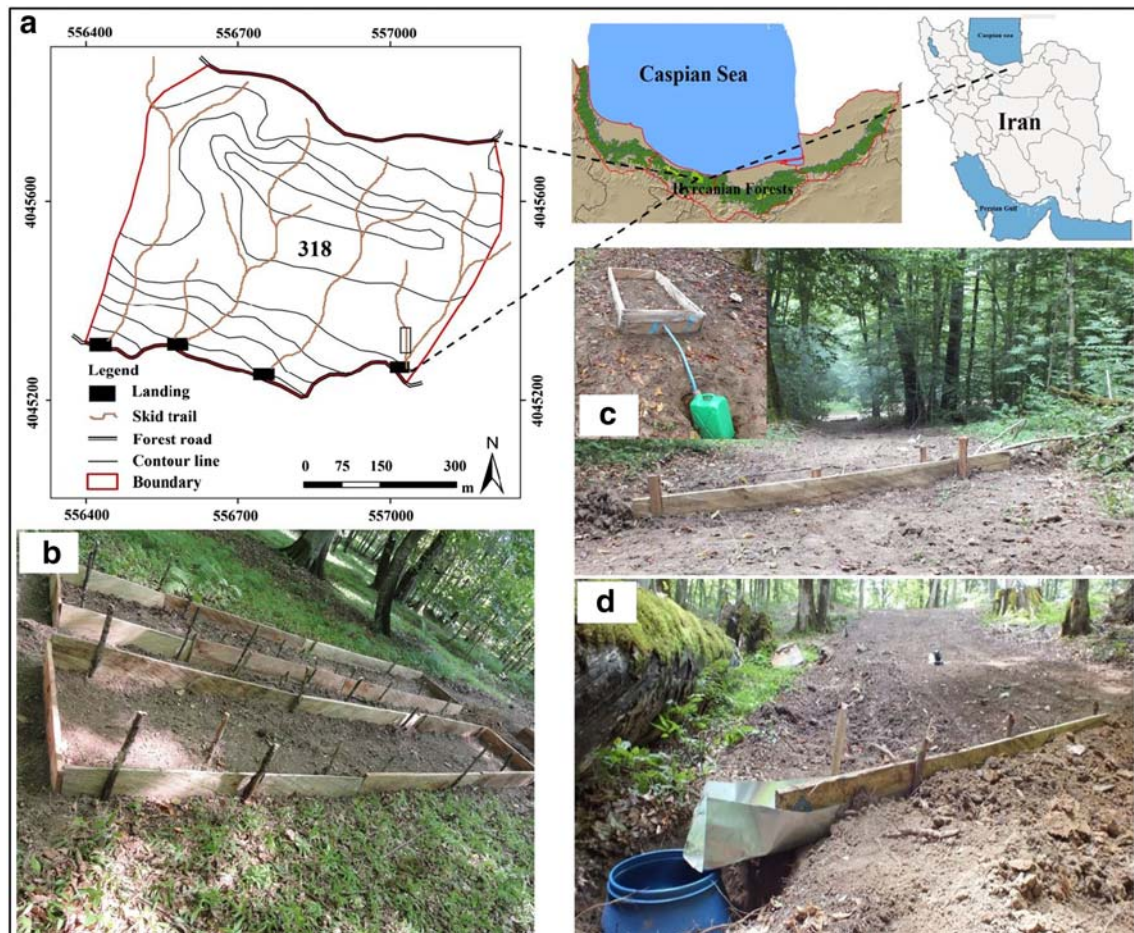 a
556400
556700
557000
4045600
4045200
4045600
4045200
318
Legend
Landing
Skid trail
Forest road
Contour line
Boundary
N
0 75 150 300
m
556400
556700
557000
Caspian Sea
Hyrcanian Forests
Caspian sea
Iran
Persian Gulf
b
c
d